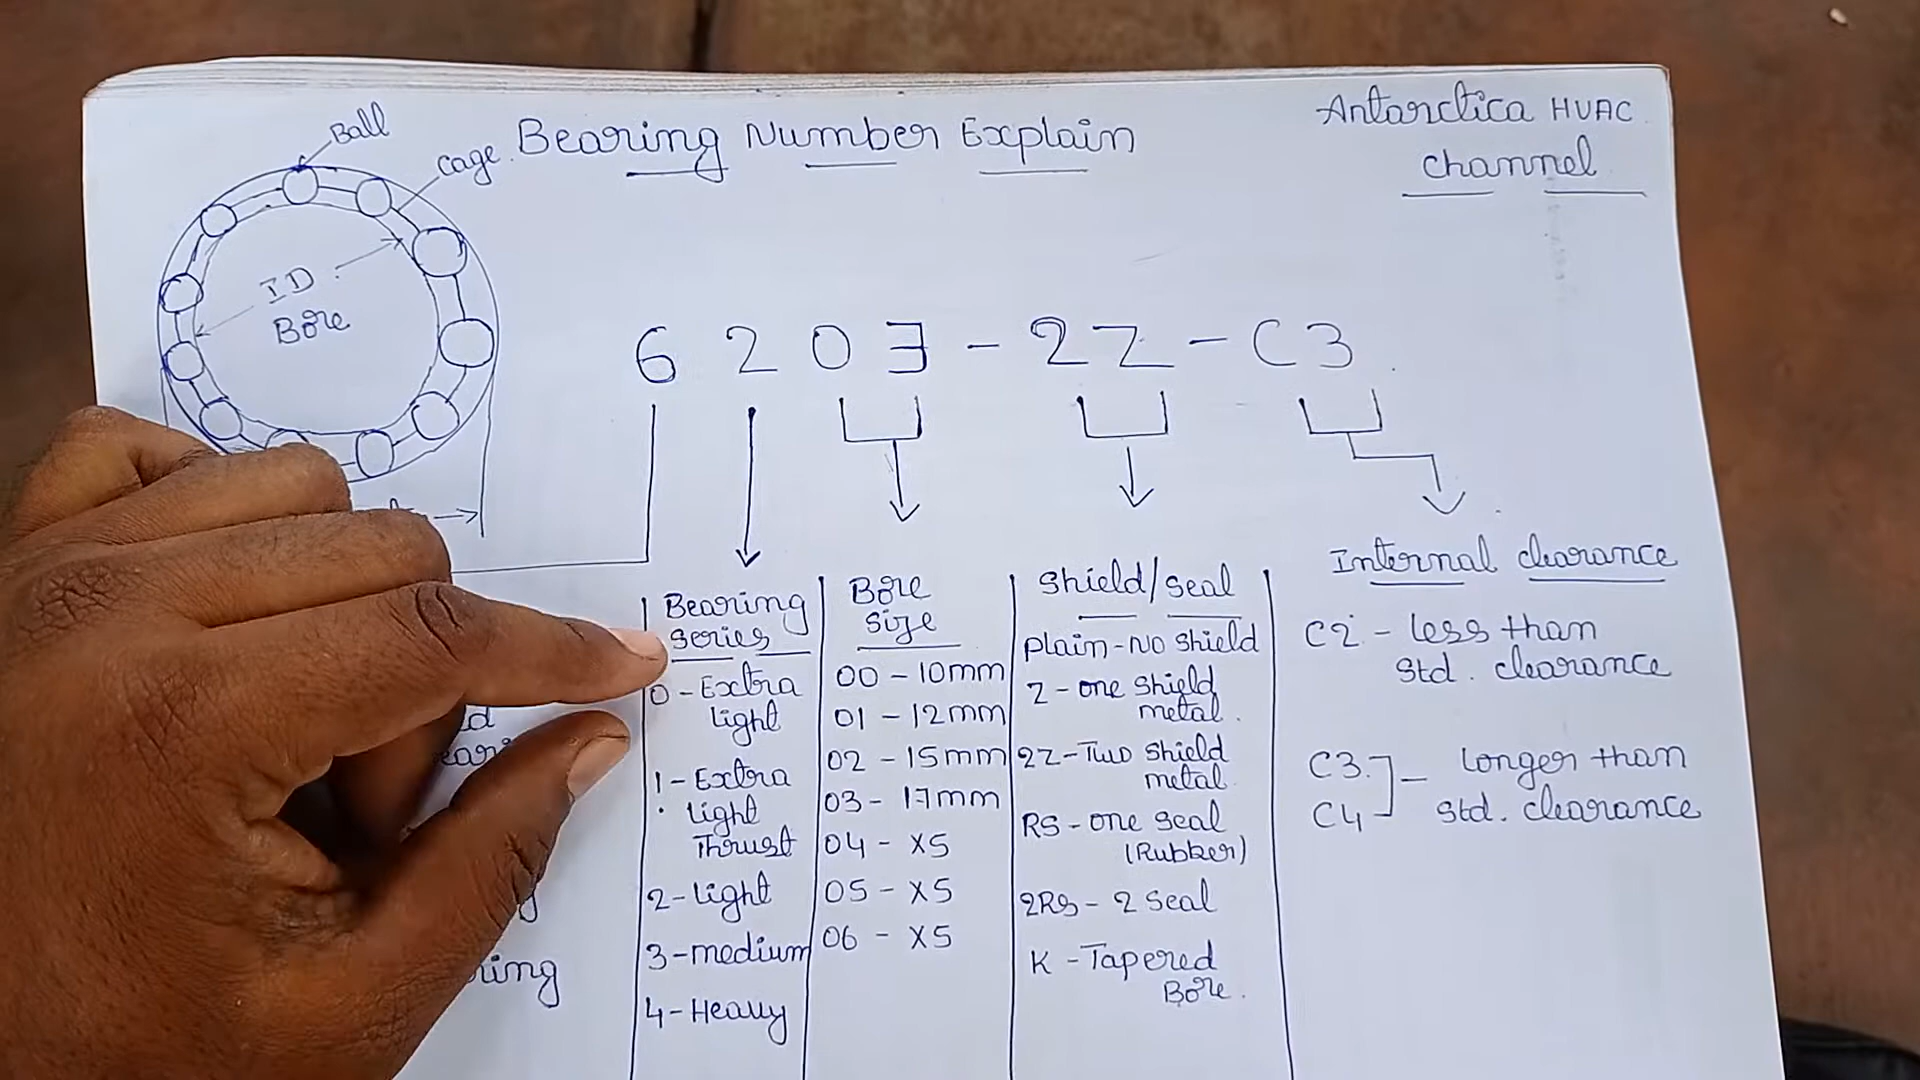 Ball
cage.
Bearing Number Explain
Antarctica HVAC
channel
ID
Bore
6 2 0 3 - 2Z - C3.
Bearing
series
0 - Extra
light
1 - Extra
light
Thrust
2 - light
3 - medium
4 - Heavy
Bore
Size
00 - 10mm
01 - 12mm
02 - 15mm
03 - 17mm
04 - X5
05 - X5
06 - X5
Shield/Seal
Plain - No Shield
Z - one Shield
metal.
2Z - Two Shield
metal.
RS - one Seal
(Rubber)
2RS - 2 Seal
K - Tapered
Bore.
Internal clearance
C2 - less than
std. clearance
C3
C4
longer than
std. clearance